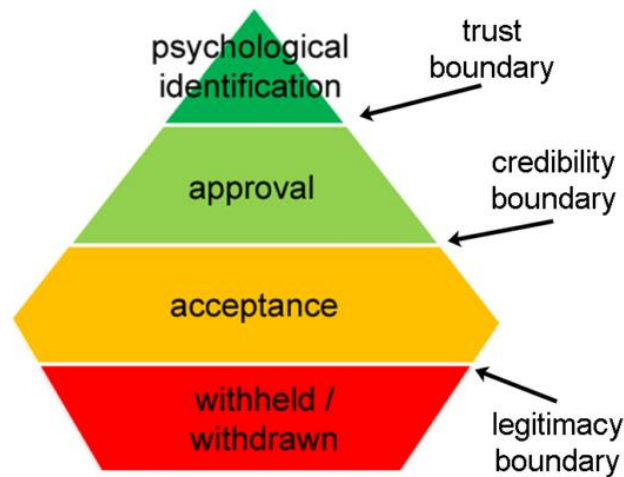 psychological
identification
trust
boundary
approval
credibility
boundary
acceptance
withheld /
withdrawn
legitimacy
boundary